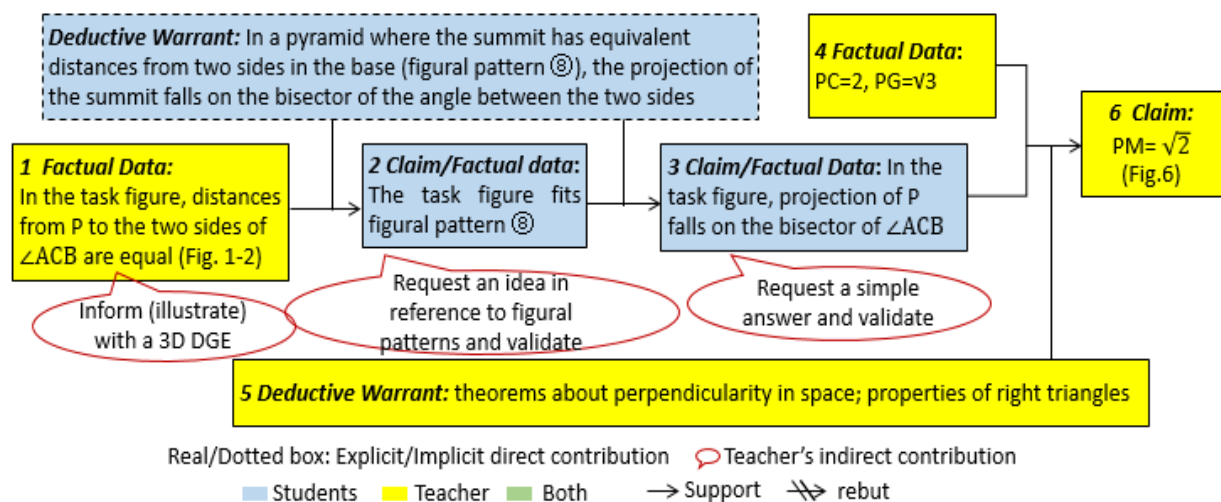 Deductive Warrant: In a pyramid where the summit has equivalent
distances from two sides in the base (figural pattern ⑧), the projection of
the summit falls on the bisector of the angle between the two sides
4 Factual Data:
PC=2, PG=√3
6 Claim:
PM= √2
(Fig.6)
1 Factual Data:
In the task figure, distances
from P to the two sides of
∠ACB are equal (Fig. 1-2)
2 Claim/Factual data:
The task figure fits
figural pattern ⑧
3 Claim/Factual Data: In the
task figure, projection of P
falls on the bisector of ∠ACB
Inform (illustrate)
with a 3D DGE
Request an idea in
reference to figural
patterns and validate
Request a simple
answer and validate
5 Deductive Warrant: theorems about perpendicularity in space; properties of right triangles
Real/Dotted box: Explicit/Implicit direct contribution Teacher's indirect contribution
Students Teacher Both Support rebut